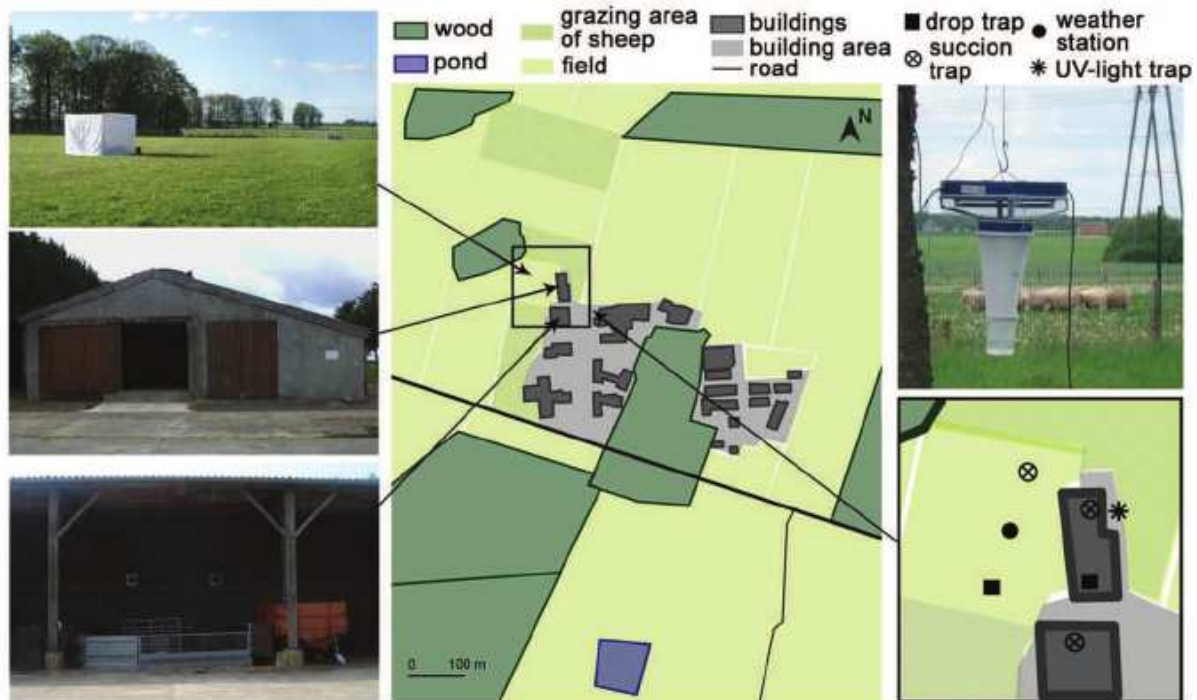 wood
pond
grazing area
of sheep
field
buildings
building area
road
drop trap
succion
trap
weather
station
UV-light trap
N
0 100 m